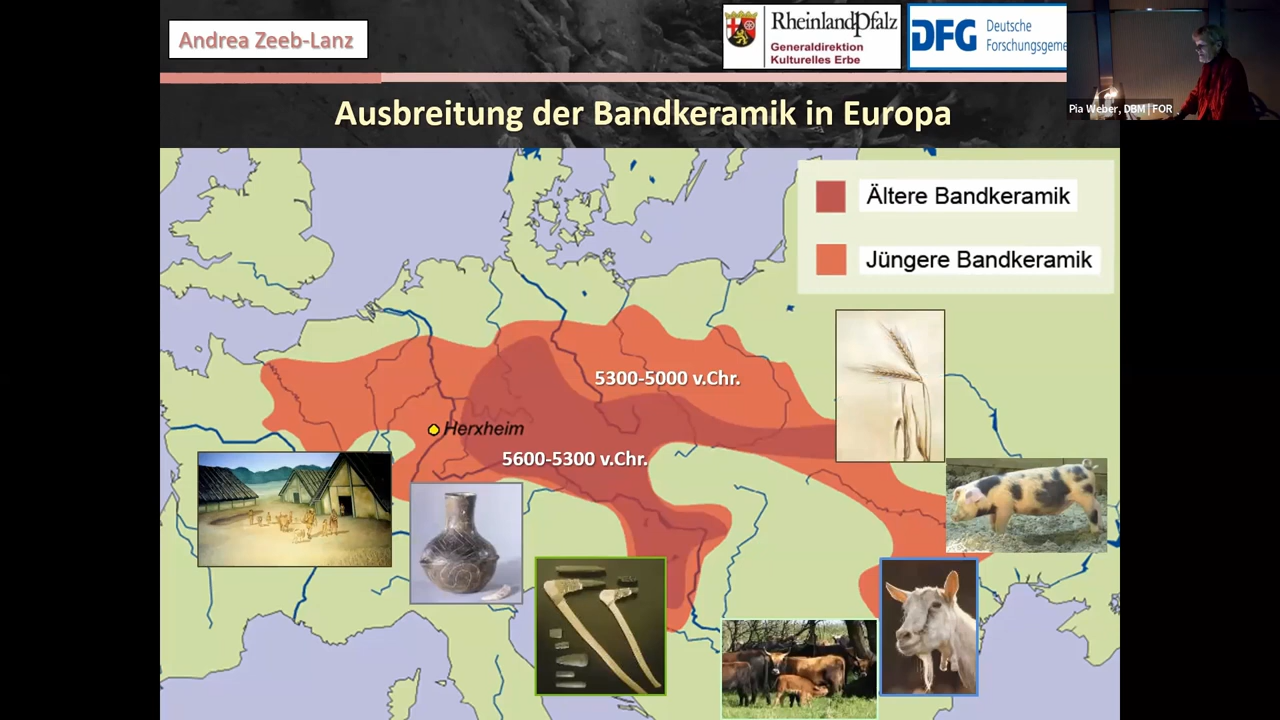 Andrea Zeeb-Lanz
RheinlandPfalz
Generaldirektion
Kulturelles Erbe
DFG
Deutsche
Forschungsgeme
Pia Weber, DBM | FOR
Ausbreitung der Bandkeramik in Europa
Ältere Bandkeramik
Jüngere Bandkeramik
5300-5000 v.Chr.
Herxheim
5600-5300 v.Chr.